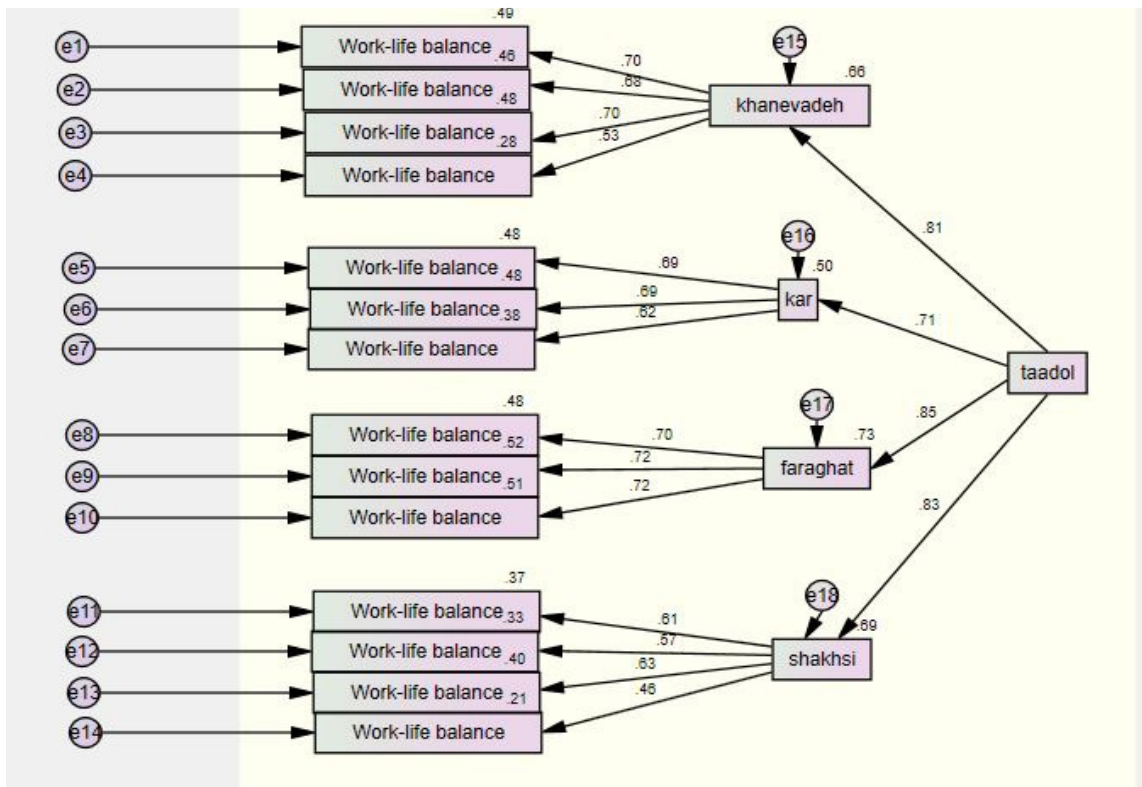 .49
e1 Work-life balance .46
e15
.70
.66
e2 Work-life balance .48
.68
khanevadeh
e3 Work-life balance .28
.70
.53
e4 Work-life balance
.81
.48
e16
e5 Work-life balance .48
.69
.50
e6 Work-life balance .38
.69
kar
.62
e7 Work-life balance
.71
taadol
.48
e17
.85
e8 Work-life balance .52
.70
.73
e9 Work-life balance .51
.72
faraghat
.72
e10 Work-life balance
.83
.37
e18
e11 Work-life balance .33
.61
.69
e12 Work-life balance .40
.57
shakhsi
e13 Work-life balance .21
.63
.46
e14 Work-life balance